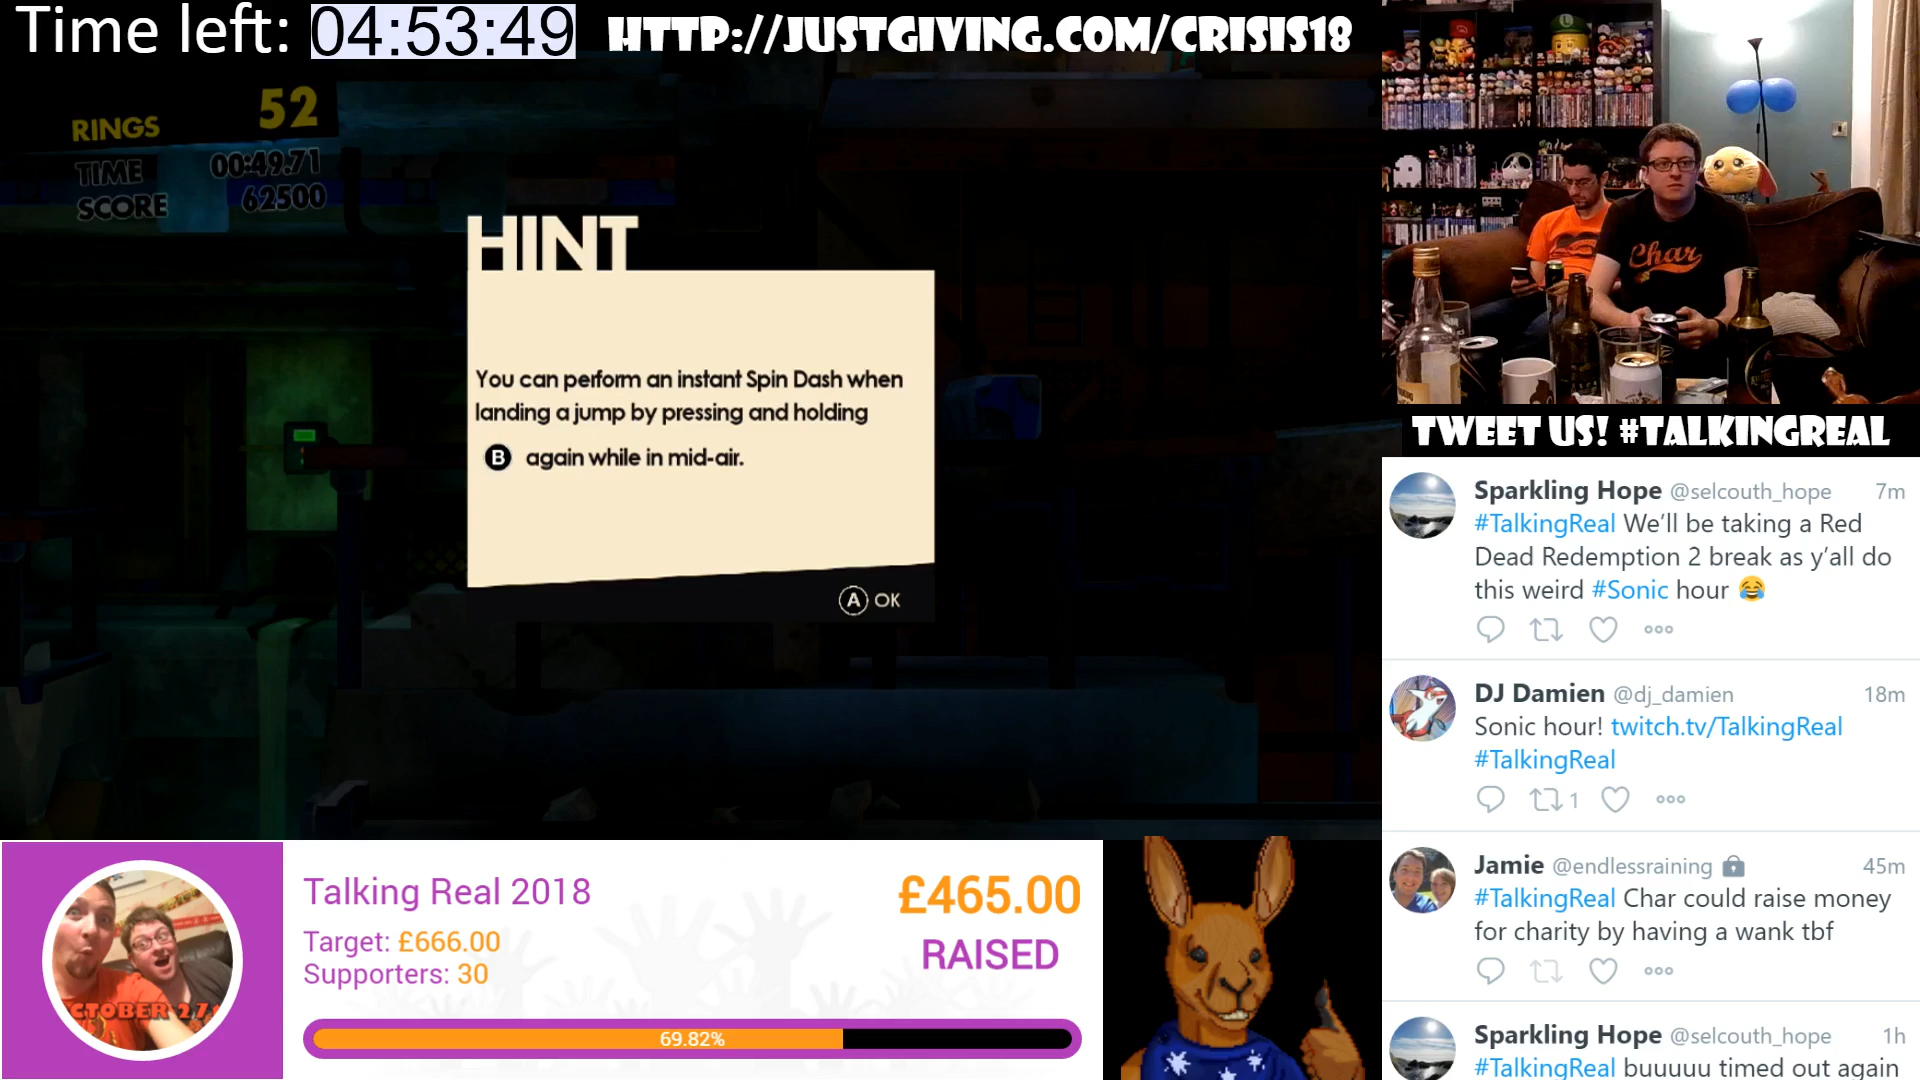 Time left: 04:53:49
HTTP://JUSTGIVING.COM/CRISIS18
RINGS 52
TIME 00:49.71
SCORE 62500
HINT
You can perform an instant Spin Dash when
landing a jump by pressing and holding
B again while in mid-air.
A OK
Char
TWEET US! #TALKINGREAL
Sparkling Hope @selcouth_hope 7m
#TalkingReal We'll be taking a Red
Dead Redemption 2 break as y'all do
this weird #Sonic hour 😂
DJ Damien @dj_damien 18m
Sonic hour! twitch.tv/TalkingReal
#TalkingReal
1
Jamie @endlessraining 45m
#TalkingReal Char could raise money
for charity by having a wank tbf
Sparkling Hope @selcouth_hope 1h
#TalkingReal buuuuu timed out again
CTOBER 27
Talking Real 2018
Target: £666.00
Supporters: 30
£465.00
RAISED
69.82%